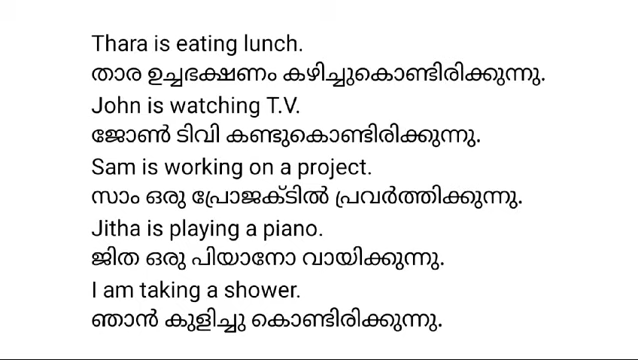 Thara is eating lunch.
താര ഉച്ചഭക്ഷണം കഴിച്ചുകൊണ്ടിരിക്കുന്നു.
John is watching T.V.
ജോൺ ടിവി കണ്ടുകൊണ്ടിരിക്കുന്നു.
Sam is working on a project.
സാം ഒരു പ്രോജക്ടിൽ പ്രവർത്തിക്കുന്നു.
Jitha is playing a piano.
ജിത ഒരു പിയാനോ വായിക്കുന്നു.
I am taking a shower.
ഞാൻ കുളിച്ചു കൊണ്ടിരിക്കുന്നു.